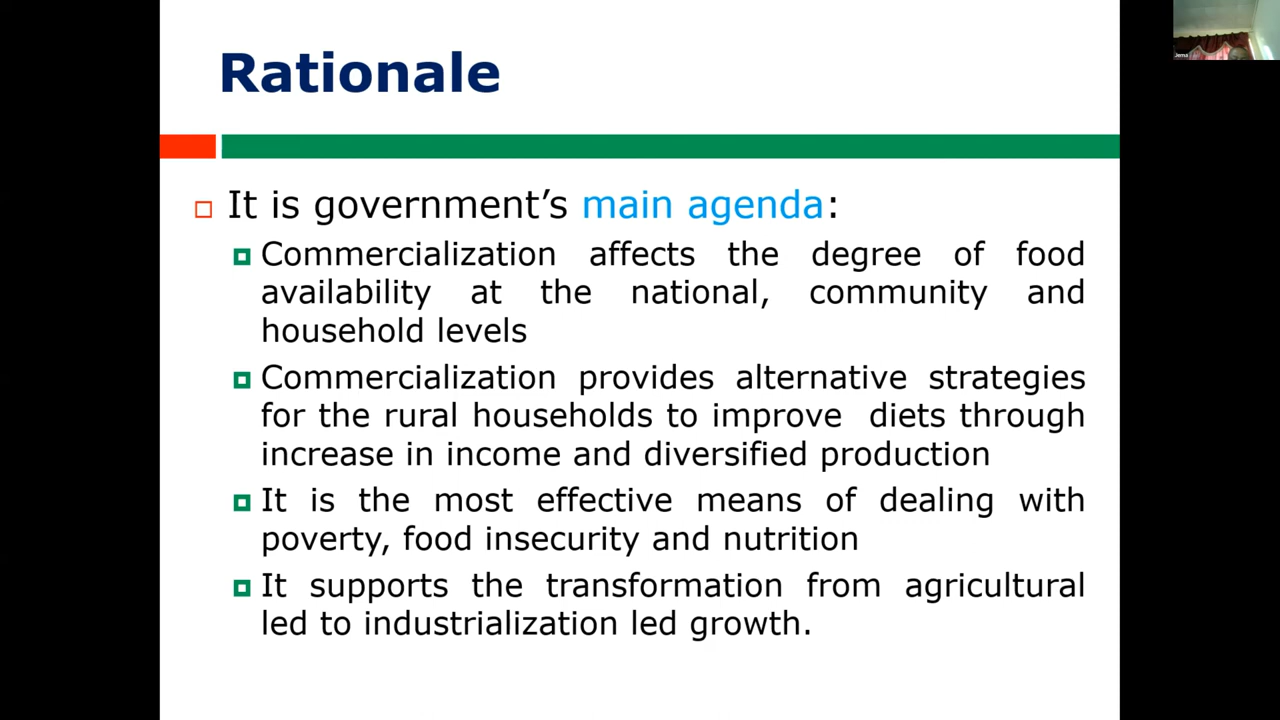 Rationale
It is government’s main agenda:
Commercialization affects the degree of food
availability at the national, community and
household levels
Commercialization provides alternative strategies
for the rural households to improve diets through
increase in income and diversified production
It is the most effective means of dealing with
poverty, food insecurity and nutrition
It supports the transformation from agricultural
led to industrialization led growth.